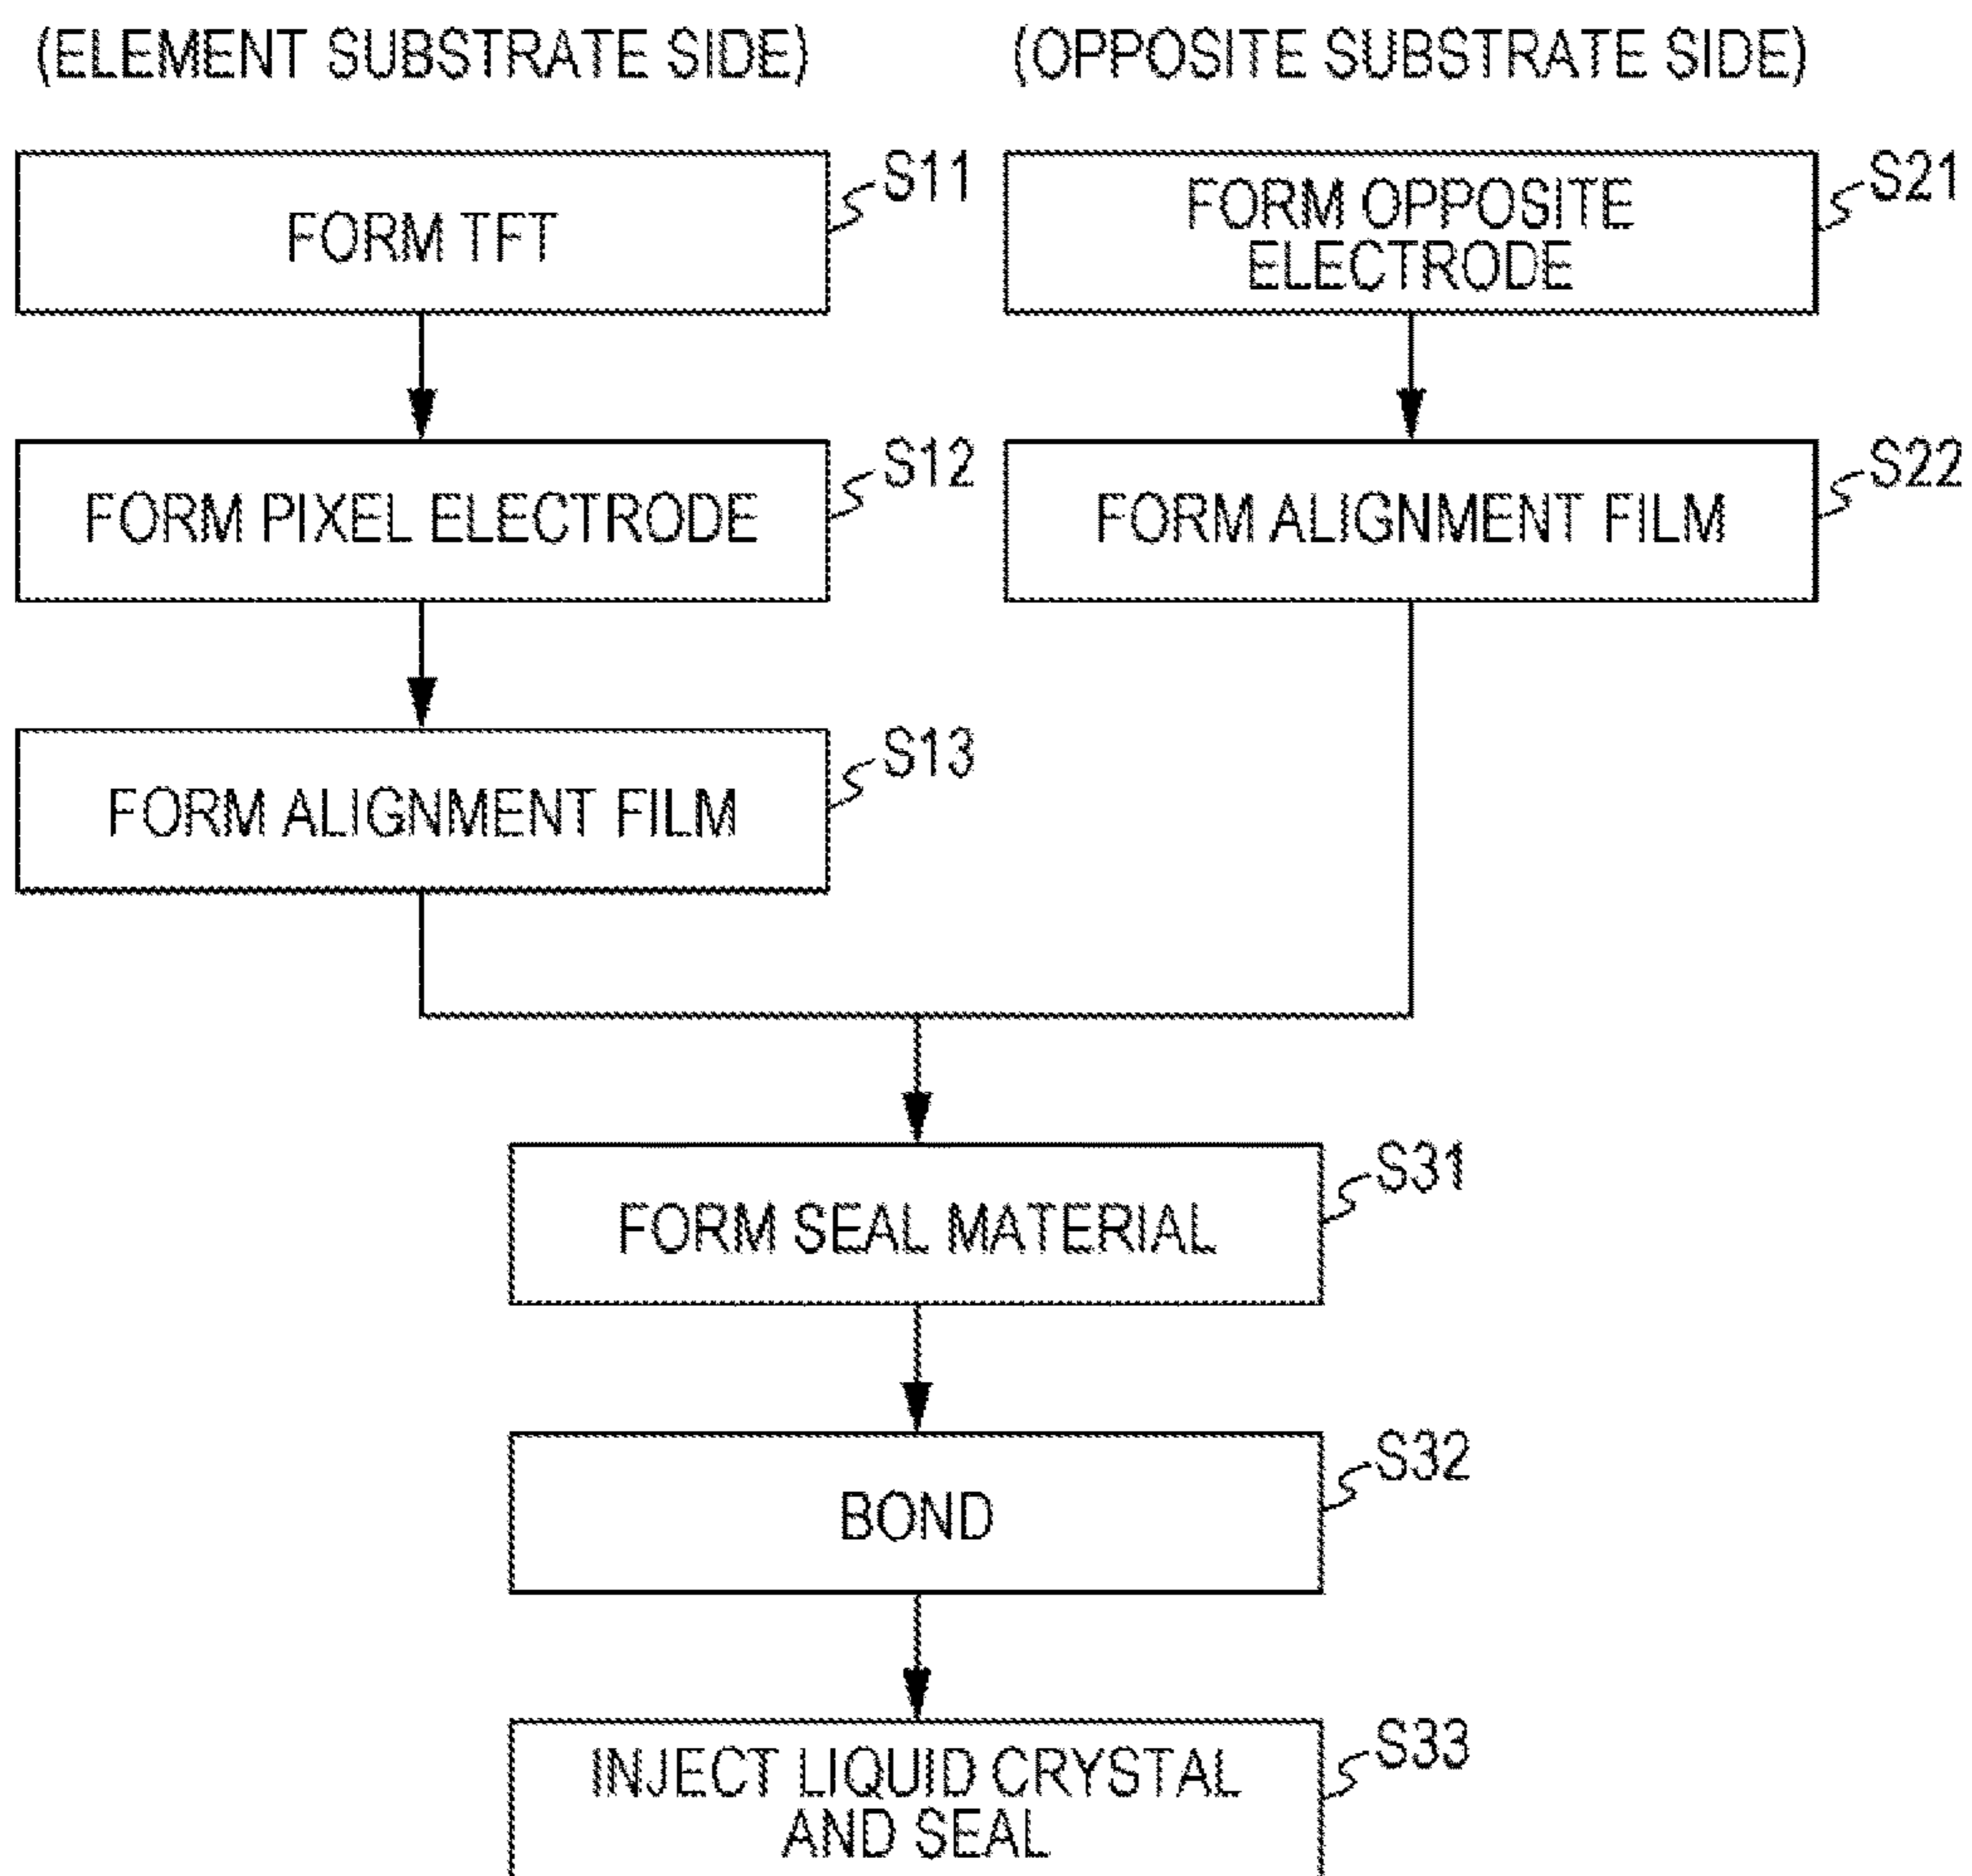 (ELEMENT SUBSTRATE SIDE)
(OPPOSITE SUBSTRATE SIDE)
FORM TFT
S11
FORM OPPOSITE
ELECTRODE
S21
FORM PIXEL ELECTRODE
S12
FORM ALIGNMENT FILM
S22
FORM ALIGNMENT FILM
S13
FORM SEAL MATERIAL
S31
BOND
S32
INJECT LIQUID CRYSTAL
AND SEAL
S33